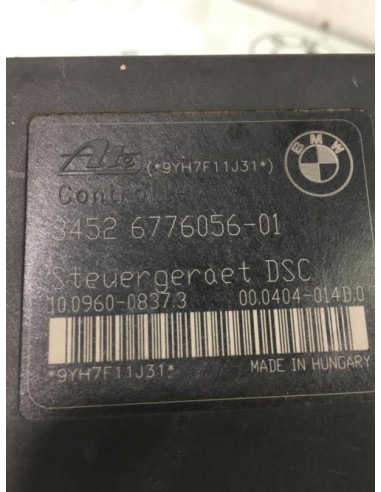 Ate (*9YH7F11J31*)
BMW
Controller
3452 6776056-01
Steuergeraet DSC
10.0960-0837.3 00.0404-014D.0
*9YH7F11J31*
MADE IN HUNGARY